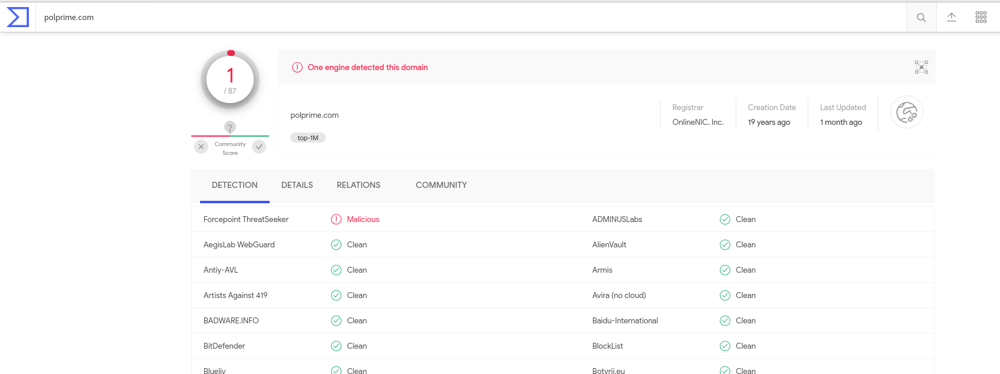 polprime.com
1
/ 87
?
Community
Score
One engine detected this domain
polprime.com
top-1M
Registrar
OnlineNIC, Inc.
Creation Date
19 years ago
Last Updated
1 month ago
DETECTION DETAILS RELATIONS COMMUNITY
Forcepoint ThreatSeeker Malicious ADMINUSLabs Clean
AegisLab WebGuard Clean AlienVault Clean
Antiy-AVL Clean Armis Clean
Artists Against 419 Clean Avira (no cloud) Clean
BADWARE.INFO Clean Baidu-International Clean
BitDefender Clean BlockList Clean
Blueliv Clean Botvrij.eu Clean